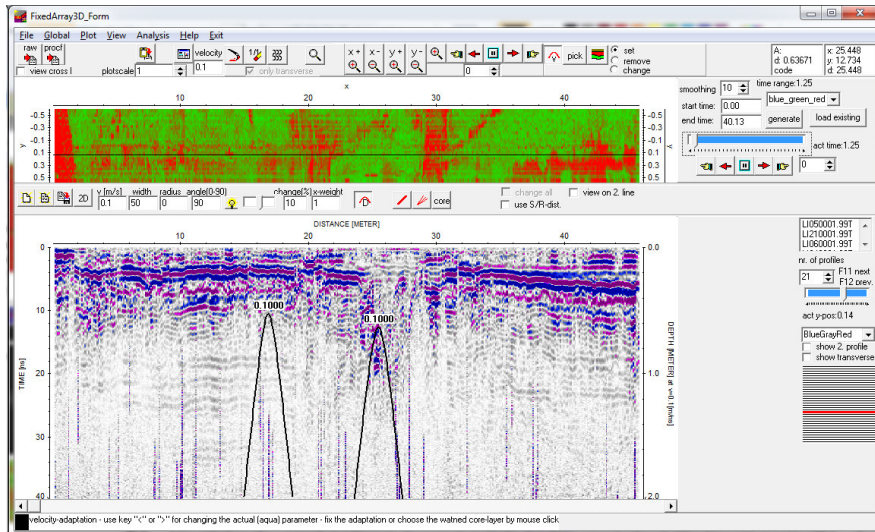 FixedArray3D_Form
File Global Plot View Analysis Help Exit
raw prof velocity 1/f x+ x- y+ y- pick set
view cross l plotscale 1 0.1 only transverse 0 remove
change
A: x: 25.448
d: 0.63671 y: 12.734
code d: 25.448
x
10 20 30 40
-0.5 -0.5
-0.3 -0.3
-0.1 -0.1
y 0.1 0.1 y
0.3 0.3
0.5 0.5
smoothing 10 time range:1.25
start time: 0.00 blue_green_red
end time: 40.13 generate load existing
act time:1.25
0
v [m/s] width radius angle(0-90) change(%) x-weight change all view on 2. line
2D 0.1 50 0 90 10 1 core use S/R-dist.
DISTANCE [METER]
0 10 20 30 40 0.0
0.1000
10 0.1000
20 1.0
30
40 2.0
TIME [ns]
DEPTH [METER] at v=0.1[m/ns]
LI050001.99T
LI210001.99T
LI060001.99T
nr. of profiles
21 F11 next
F12 prev.
act y-pos:0.14
BlueGrayRed
show 2. profile
show transverse
velocity-adaptation - use key "<" or ">" for changing the actual (aqua) parameter - fix the adaptation or choose the watned core-layer by mouse click